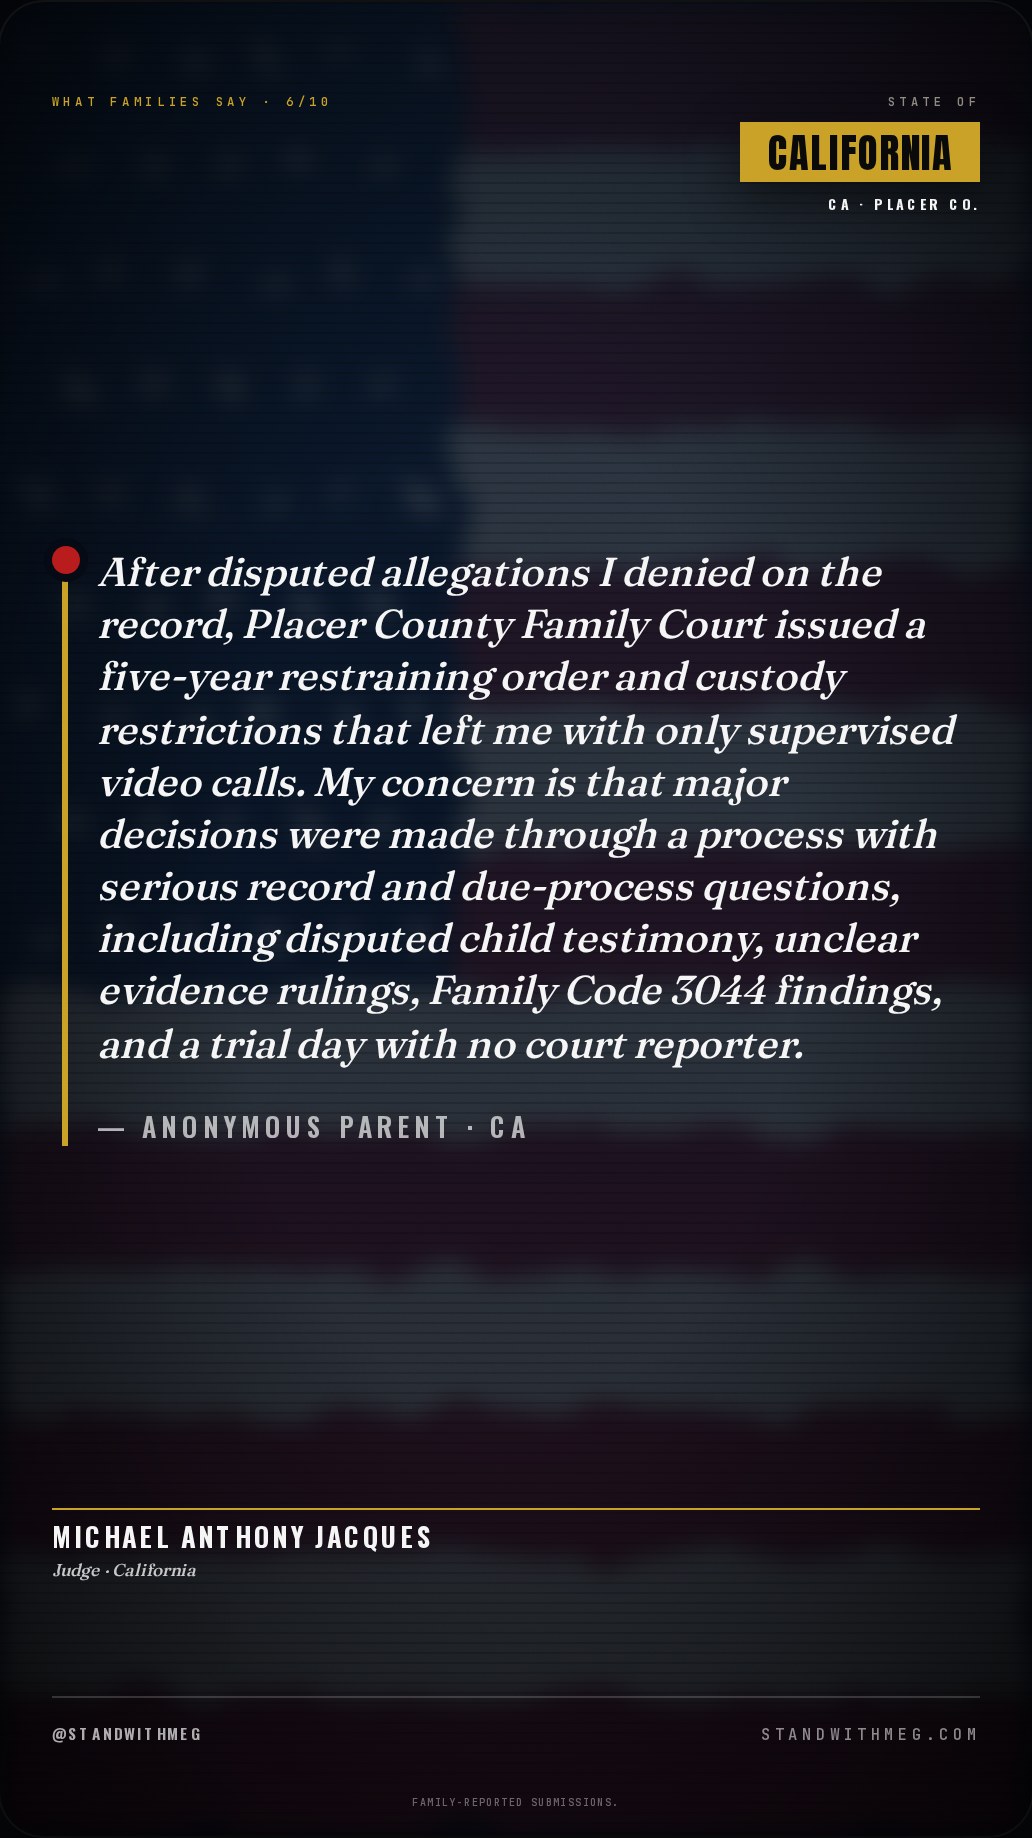 WHAT FAMILIES SAY · 6/10
STATE OF
CALIFORNIA
CA · PLACER CO.
After disputed allegations I denied on the
record, Placer County Family Court issued a
five-year restraining order and custody
restrictions that left me with only supervised
video calls. My concern is that major
decisions were made through a process with
serious record and due-process questions,
including disputed child testimony, unclear
evidence rulings, Family Code 3044 findings,
and a trial day with no court reporter.
— ANONYMOUS PARENT · CA
MICHAEL ANTHONY JACQUES
Judge · California
@STANDWITHMEG
STANDWITHMEG.COM
FAMILY-REPORTED SUBMISSIONS.